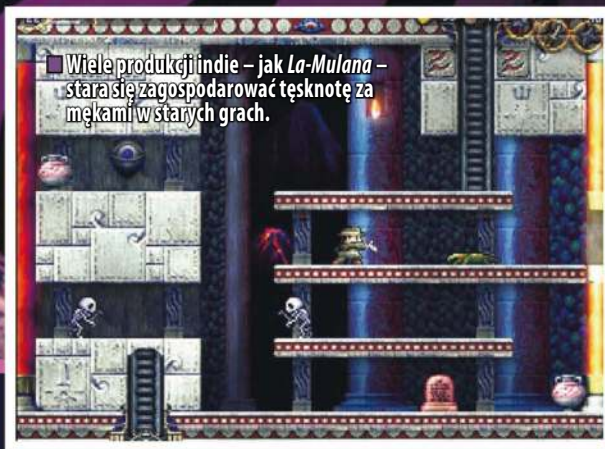 Wiele produkcji indie – jak La-Mulana –
stara się zagospodarować tęsknotę za
mękami w starych grach.